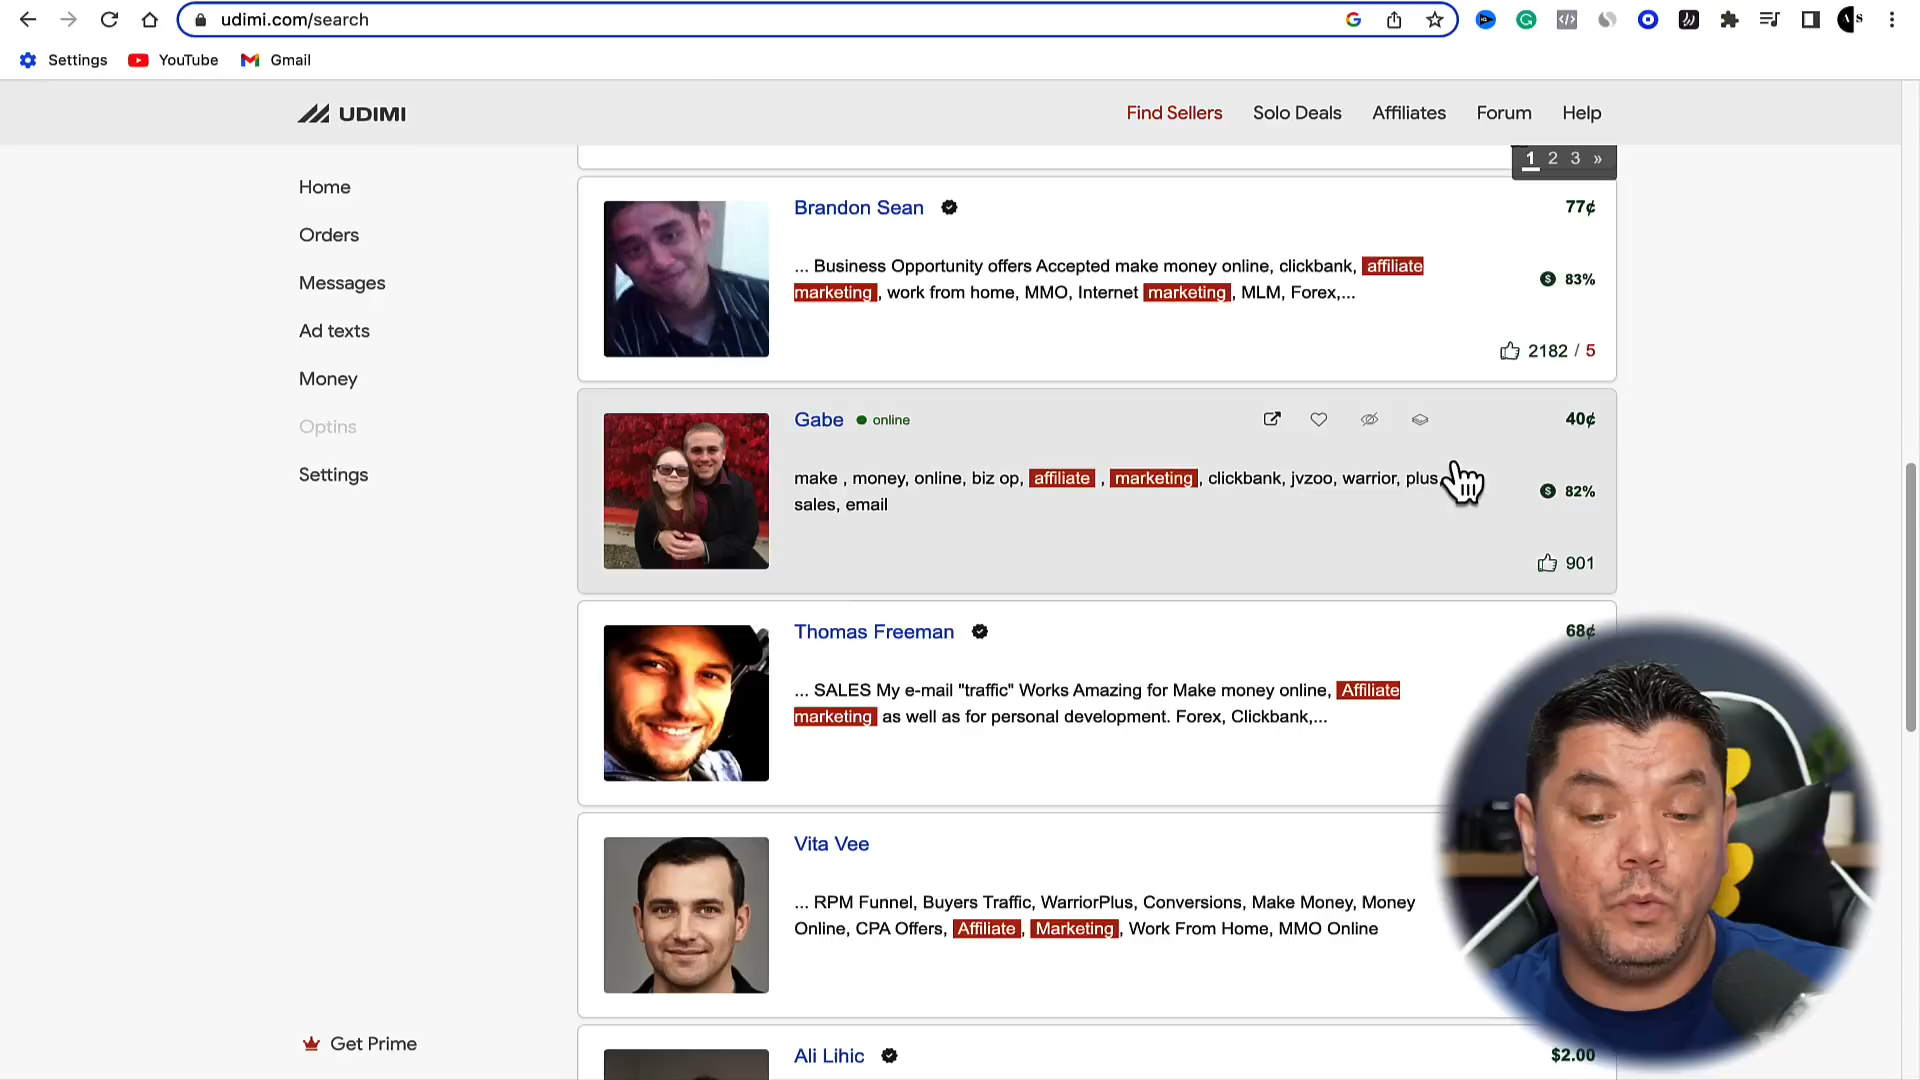 udimi.com/search
Settings
YouTube
Gmail
UDIMI
Find Sellers
Solo Deals
Affiliates
Forum
Help
1 2 3 »
Home
Orders
Messages
Ad texts
Money
Optins
Settings
Get Prime
Brandon Sean
77¢
... Business Opportunity offers Accepted make money online, clickbank, affiliate
marketing, work from home, MMO, Internet marketing, MLM, Forex,...
83%
2182 / 5
Gabe online
40¢
make , money, online, biz op, affiliate , marketing, clickbank, jvzoo, warrior, plus
sales, email
82%
901
Thomas Freeman
68¢
... SALES My e-mail "traffic" Works Amazing for Make money online, Affiliate
marketing as well as for personal development. Forex, Clickbank,...
Vita Vee
... RPM Funnel, Buyers Traffic, WarriorPlus, Conversions, Make Money, Money
Online, CPA Offers, Affiliate, Marketing, Work From Home, MMO Online
Ali Lihic
$2.00